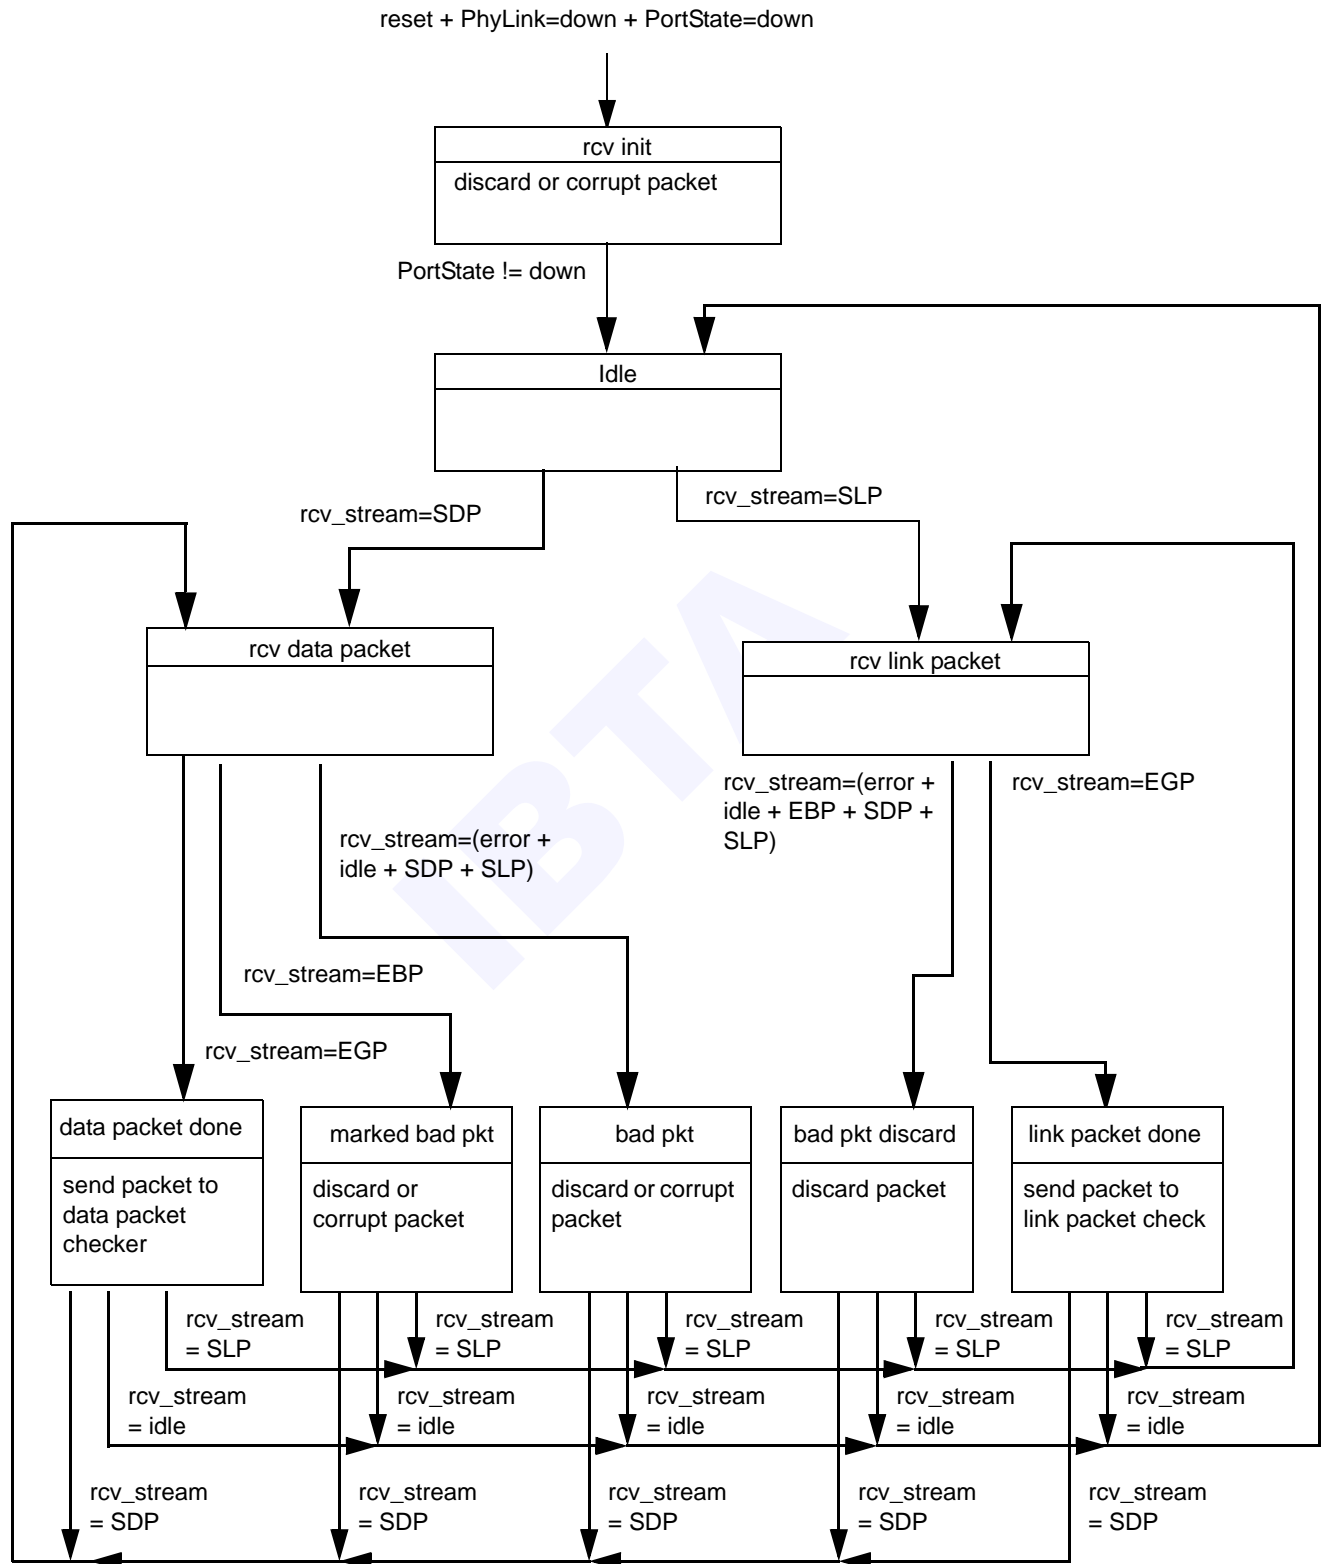 reset + PhyLink=down + PortState=down
rcv init
discard or corrupt packet
PortState != down
Idle
rcv_stream=SLP
rcv_stream=SDP
rcv data packet
rcv link packet
rcv_stream=(error +
idle + EBP + SDP +
SLP)
rcv_stream=EGP
rcv_stream=(error +
idle + SDP + SLP)
IBTA
rcv_stream=EBP
rcv_stream=EGP
data packet done
send packet to
data packet
checker
marked bad pkt
discard or
corrupt packet
bad pkt
discard or corrupt
packet
bad pkt discard
discard packet
link packet done
send packet to
link packet check
rcv_stream
= SLP
rcv_stream
= SLP
rcv_stream
= SLP
rcv_stream
= SLP
rcv_stream
= SLP
rcv_stream
= idle
rcv_stream
= idle
rcv_stream
= idle
rcv_stream
= idle
rcv_stream
= idle
rcv_stream
= SDP
rcv_stream
= SDP
rcv_stream
= SDP
rcv_stream
= SDP
rcv_stream
= SDP